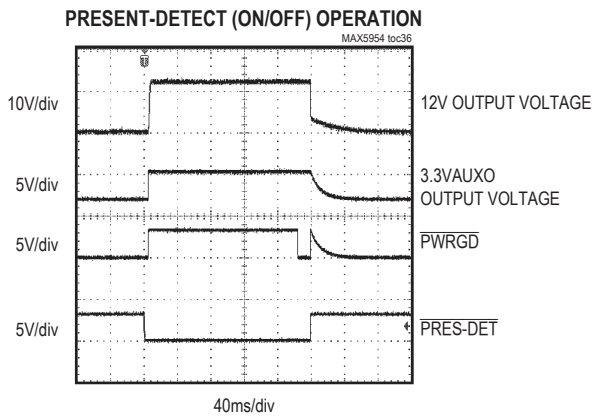 PRESENT-DETECT (ON/OFF) OPERATION
MAX5954 toc36
10V/div
12V OUTPUT VOLTAGE
5V/div
3.3VAUXO
OUTPUT VOLTAGE
5V/div
PWRGD
5V/div
PRES-DET
40ms/div